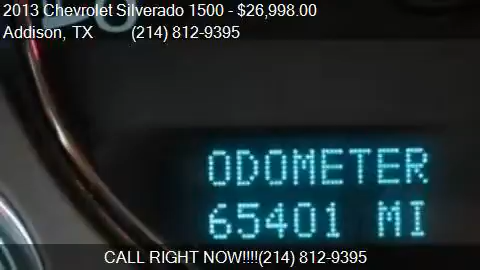 2013 Chevrolet Silverado 1500 - $26,998.00
Addison, TX (214) 812-9395
ODOMETER
65401 MI
CALL RIGHT NOW!!!!(214) 812-9395